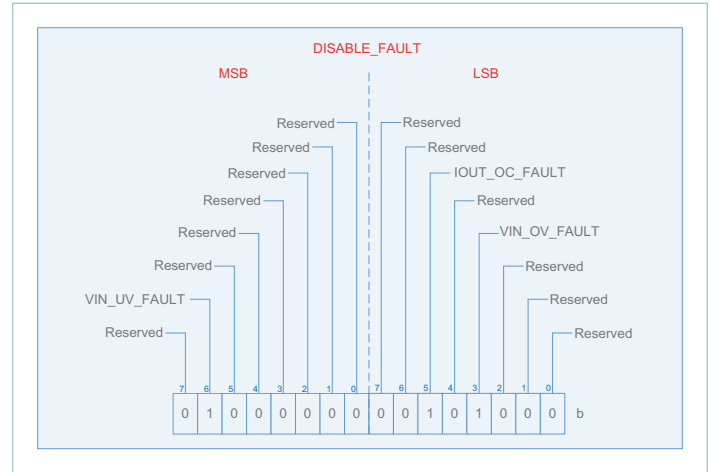 DISABLE_FAULT
MSB LSB
Reserved Reserved
Reserved Reserved
Reserved IOUT_OC_FAULT
Reserved Reserved
Reserved VIN_OV_FAULT
Reserved Reserved
VIN_UV_FAULT Reserved
Reserved Reserved
7 6 5 4 3 2 1 0 7 6 5 4 3 2 1 0
0 1 0 0 0 0 0 0 0 0 1 0 1 0 0 0 b